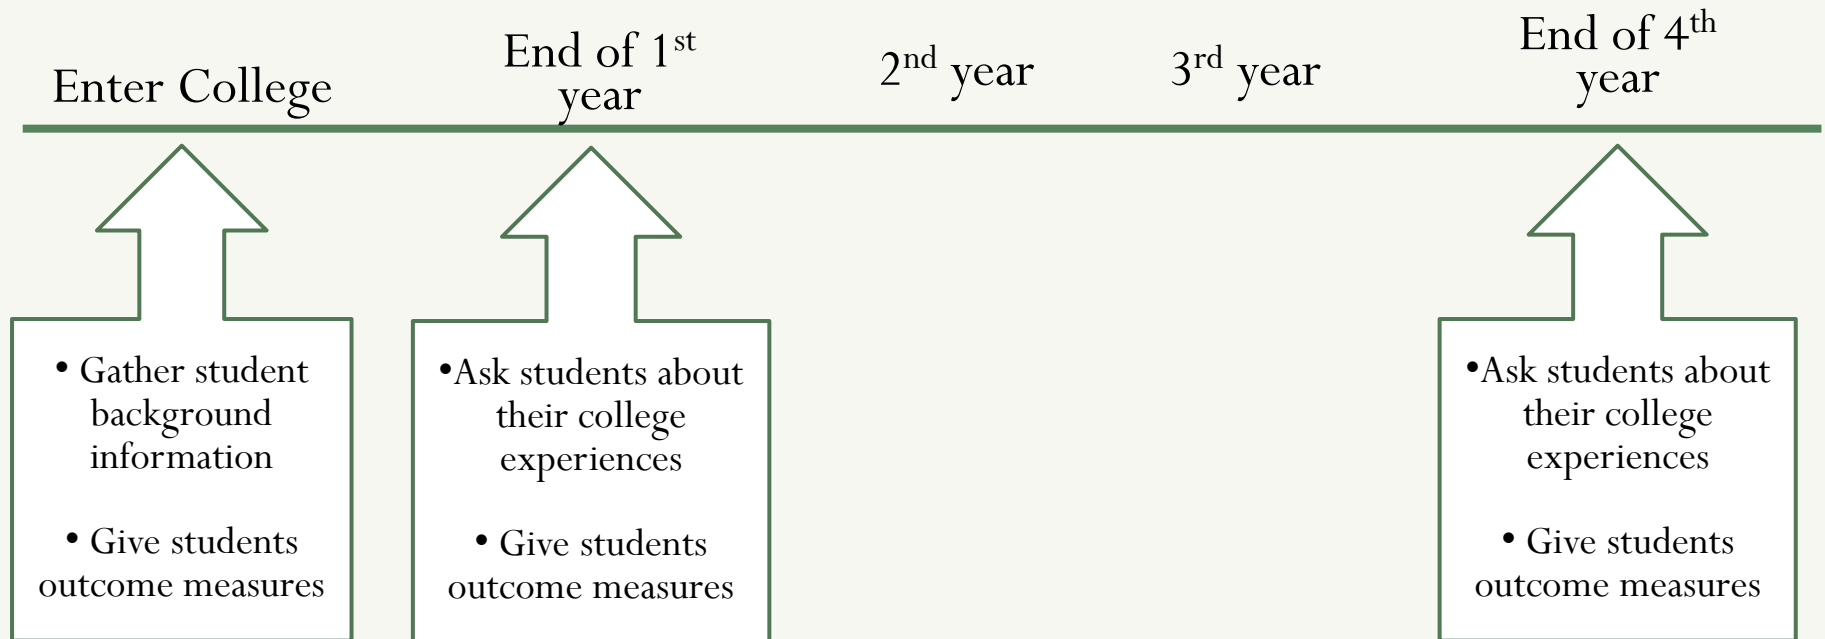 Enter College
End of 1st
year
2nd year
3rd year
End of 4th
year
• Gather student
background
information
• Give students
outcome measures
•Ask students about
their college
experiences
• Give students
outcome measures
•Ask students about
their college
experiences
• Give students
outcome measures